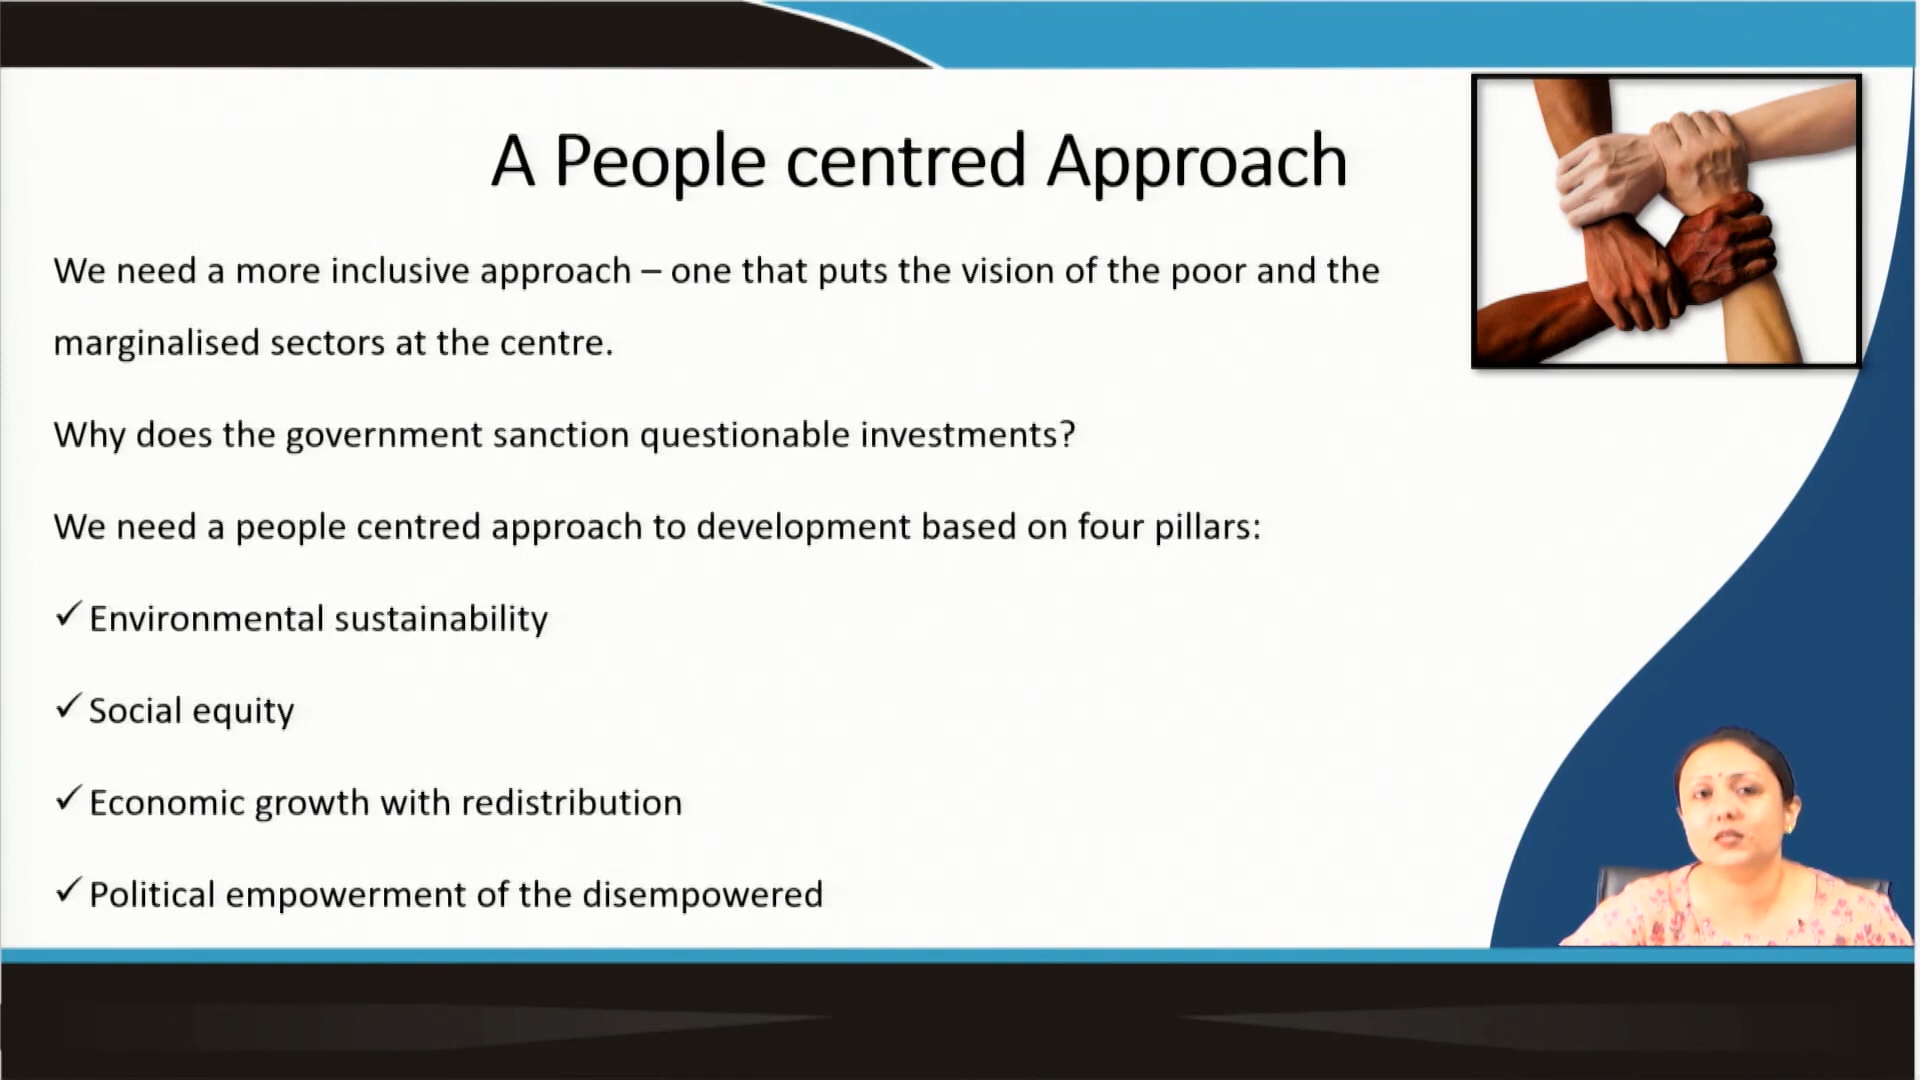 A People centred Approach
We need a more inclusive approach – one that puts the vision of the poor and the
marginalised sectors at the centre.
Why does the government sanction questionable investments?
We need a people centred approach to development based on four pillars:
✓ Environmental sustainability
✓ Social equity
✓ Economic growth with redistribution
✓ Political empowerment of the disempowered